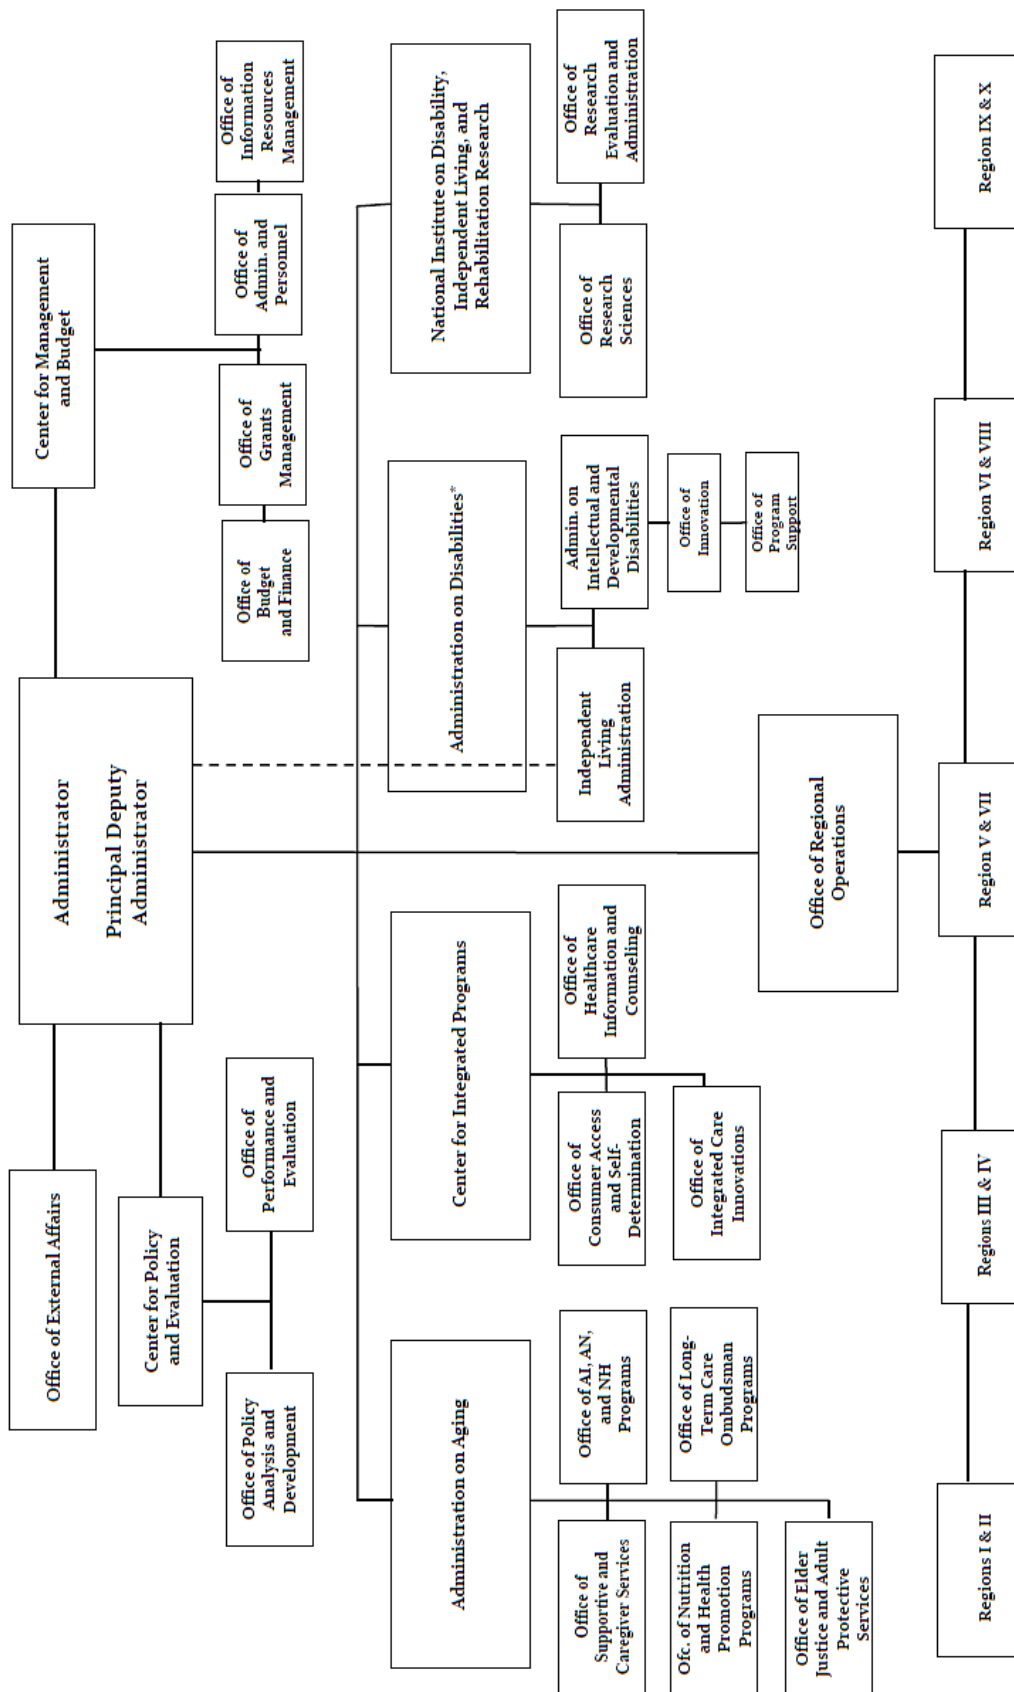 Administrator
Principal Deputy
Administrator
Office of External Affairs
Center for Management
and Budget
Center for Policy
and Evaluation
Office of Policy
Analysis and
Development
Office of
Performance and
Evaluation
Office of
Budget
and Finance
Office of
Grants
Management
Office of
Admin. and
Personnel
Office of
Information
Resources
Management
Administration on Aging
Center for Integrated Programs
Administration on Disabilities*
National Institute on Disability,
Independent Living, and
Rehabilitation Research
Office of
Supportive and
Caregiver Services
Office of AI, AN,
and NH
Programs
Ofc. of Nutrition
and Health
Promotion
Programs
Office of Long-
Term Care
Ombudsman
Programs
Office of Elder
Justice and Adult
Protective
Services
Office of
Consumer Access
and Self-
Determination
Office of
Healthcare
Information and
Counseling
Office of
Integrated Care
Innovations
Independent
Living
Administration
Admin. on
Intellectual and
Developmental
Disabilities
Office of
Innovation
Office of
Program
Support
Office of
Research
Sciences
Office of
Research
Evaluation and
Administration
Office of Regional
Operations
Regions I & II
Regions III & IV
Region V & VII
Region VI & VIII
Region IX & X